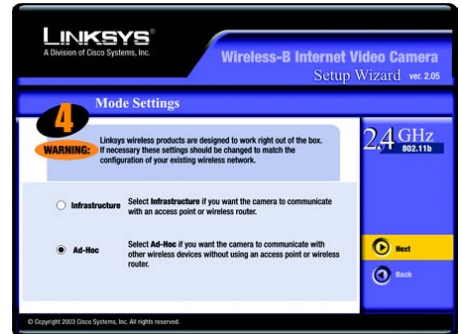 LINKSYS®
A Division of Cisco Systems, Inc.
Wireless-B Internet Video Camera
Setup Wizard ver. 2.05
4
Mode Settings
WARNING:
Linksys wireless products are designed to work right out of the box.
If necessary these settings should be changed to match the
configuration of your existing wireless network.
2.4 GHz
802.11b
Infrastructure
Select Infrastructure if you want the camera to communicate
with an access point or wireless router.
Ad-Hoc
Select Ad-Hoc if you want the camera to communicate with
other wireless devices without using an access point or wireless
router.
Next
Back
© Copyright 2003 Cisco Systems, Inc. All rights reserved.